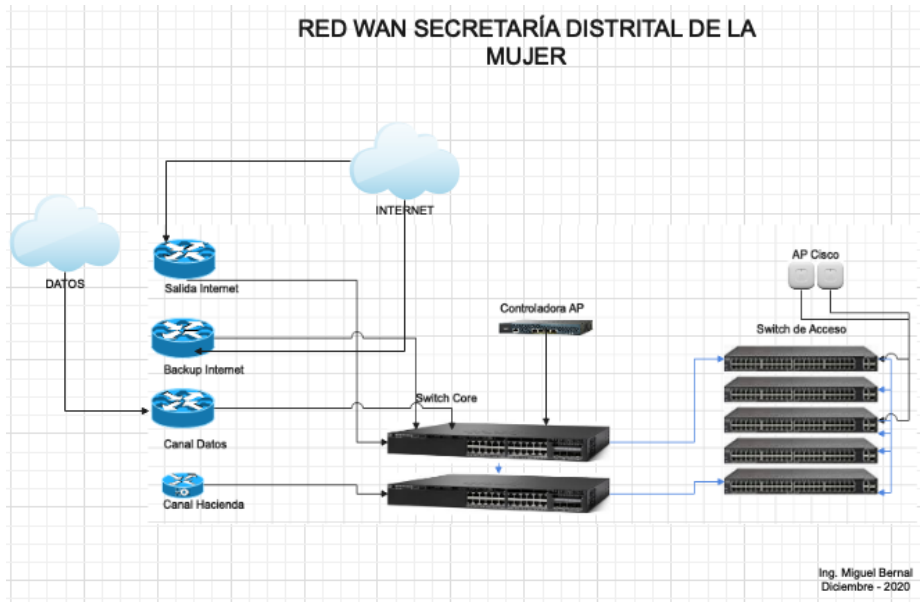 RED WAN SECRETARÍA DISTRITAL DE LA
MUJER
INTERNET
DATOS
Salida Internet
AP Cisco
Controladora AP
Switch de Acceso
Backup Internet
Switch Core
Canal Datos
Canal Hacienda
Ing. Miguel Bernal
Diciembre - 2020